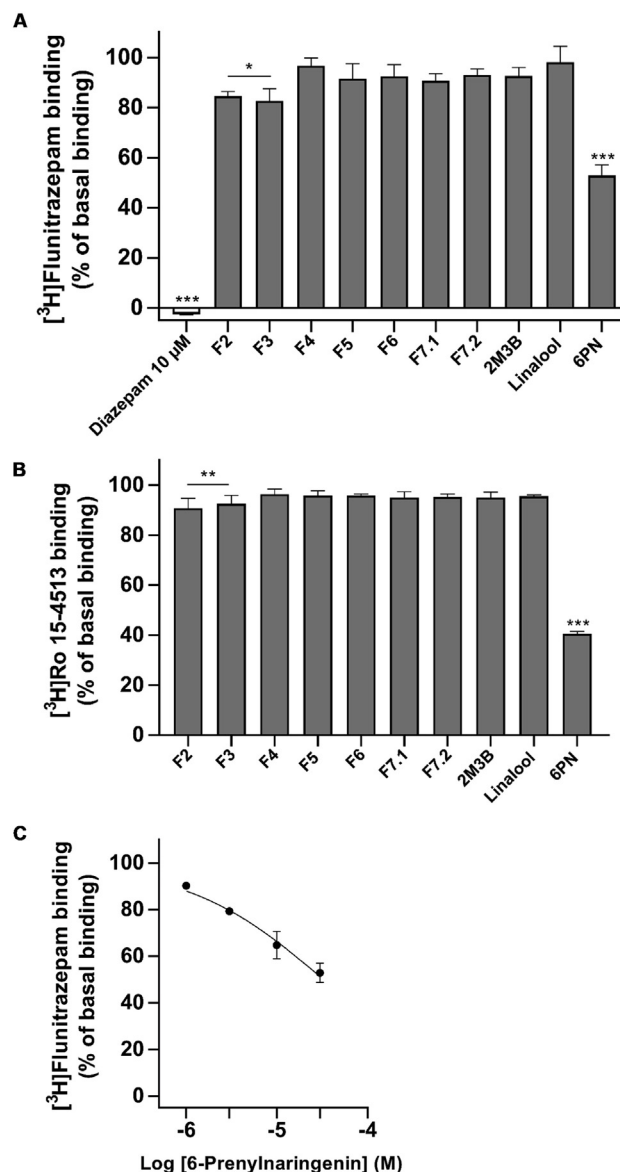 A
[³H]Flunitrazepam binding
(% of basal binding)
100
80
60
40
20
0
***
*
***
Diazepam 10 µM
F2
F3
F4
F5
F6
F7.1
F7.2
2M3B
Linalool
6PN
B
[³H]Ro 15-4513 binding
(% of basal binding)
100
80
60
40
20
0
**
***
F2
F3
F4
F5
F6
F7.1
F7.2
2M3B
Linalool
6PN
C
[³H]Flunitrazepam binding
(% of basal binding)
100
80
60
40
20
0
-6
-5
-4
Log [6-Prenylnaringenin] (M)